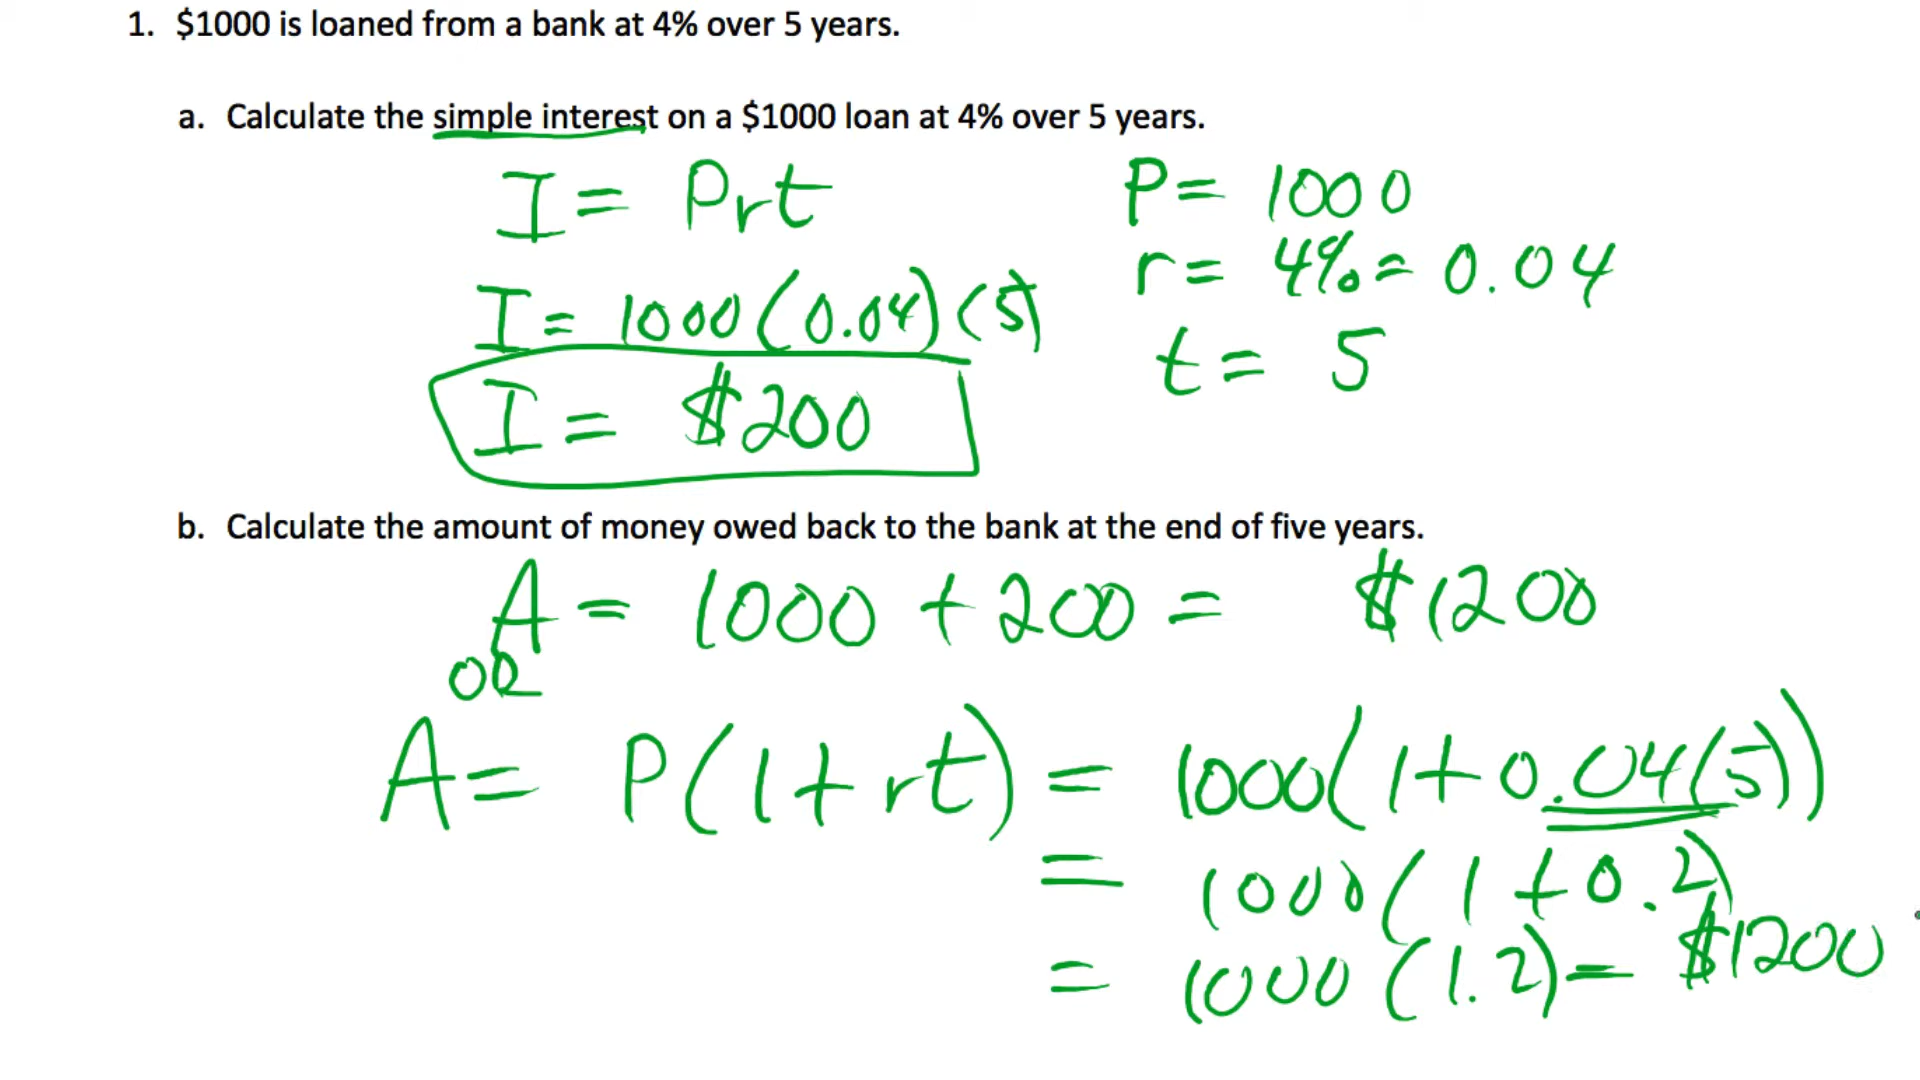 1. $1000 is loaned from a bank at 4% over 5 years.
a. Calculate the simple interest on a $1000 loan at 4% over 5 years.
I = Prt
P = 1000
r = 4% = 0.04
I = 1000(0.04)(5)
t = 5
I = $200
b. Calculate the amount of money owed back to the bank at the end of five years.
A = 1000 + 200 = $1200
OR
A = P(1+rt) = 1000(1+0.04(5))
= 1000(1+0.2)
= 1000(1.2) = $1200